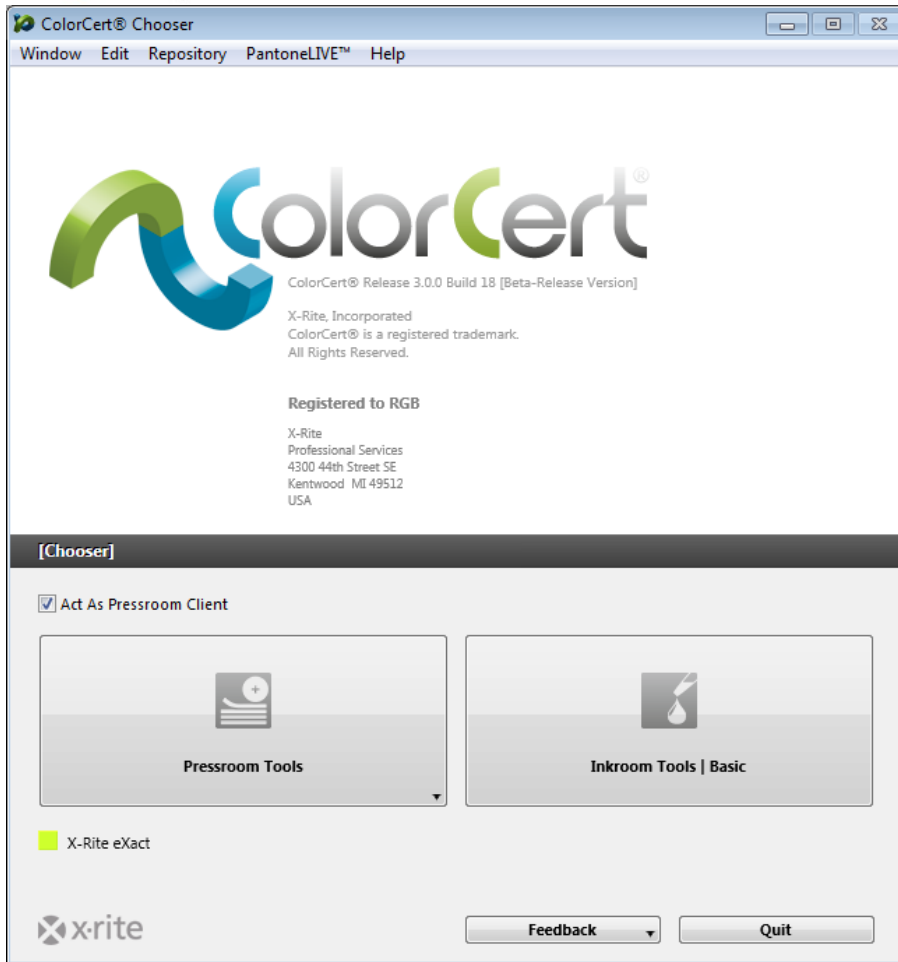 ColorCert® Chooser
Window Edit Repository PantoneLIVE™ Help
ColorCert®
ColorCert® Release 3.0.0 Build 18 [Beta-Release Version]
X-Rite, Incorporated
ColorCert® is a registered trademark.
All Rights Reserved.
Registered to RGB
X-Rite
Professional Services
4300 44th Street SE
Kentwood MI 49512
USA
[Chooser]
Act As Pressroom Client
Pressroom Tools
Inkroom Tools | Basic
X-Rite eXact
x·rite
Feedback
Quit